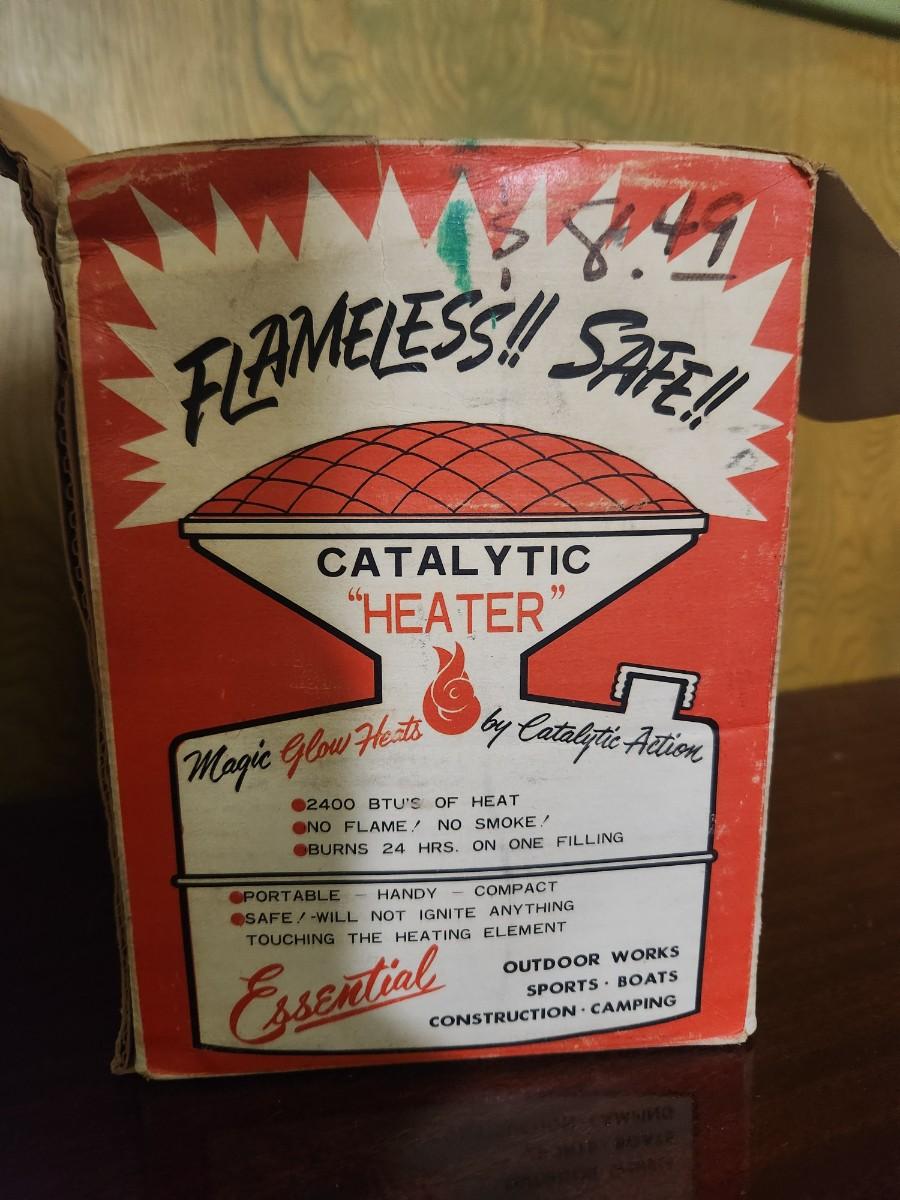 $ 8.49
FLAMELESS!! SAFE!!
CATALYTIC
"HEATER"
Magic Glow Heats by Catalytic Action
2400 BTU'S OF HEAT
NO FLAME! NO SMOKE!
BURNS 24 HRS. ON ONE FILLING
PORTABLE - HANDY - COMPACT
SAFE! - WILL NOT IGNITE ANYTHING
TOUCHING THE HEATING ELEMENT
Essential
OUTDOOR WORKS
SPORTS · BOATS
CONSTRUCTION · CAMPING